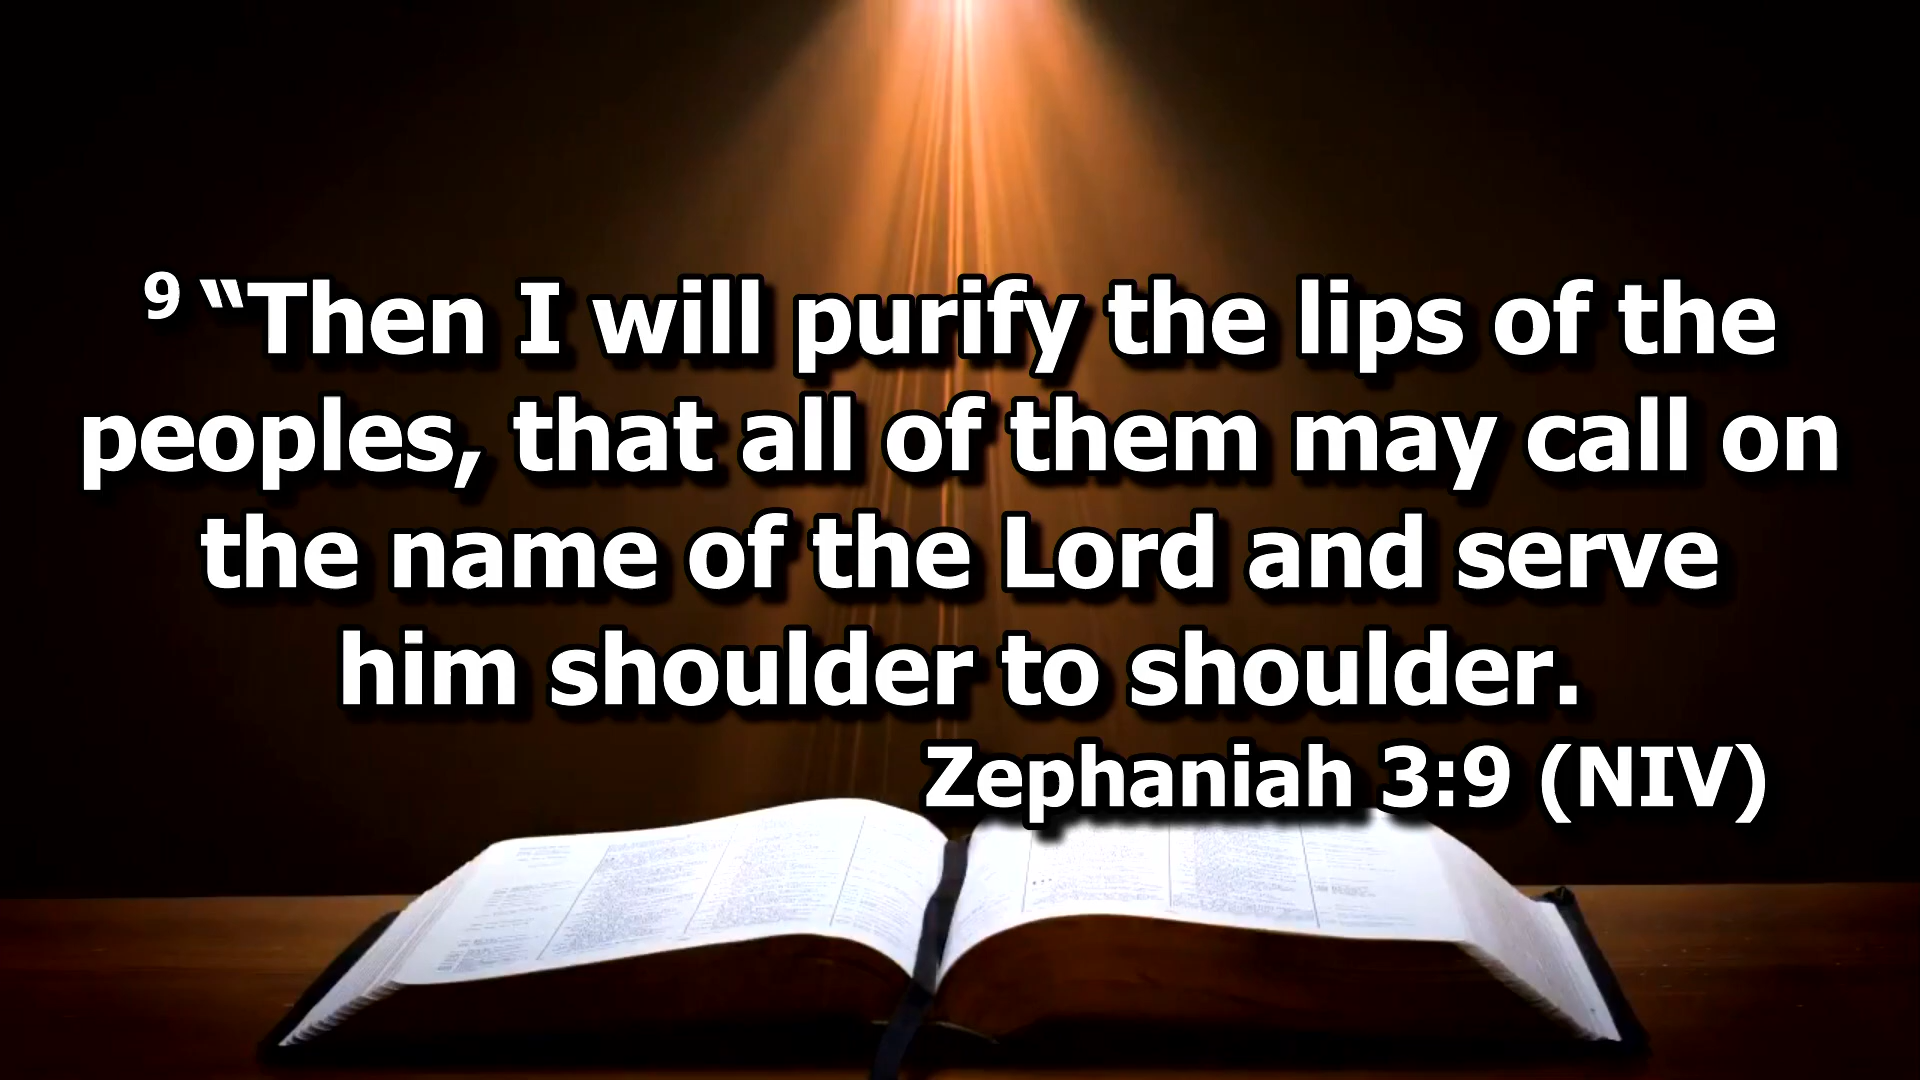 9 “Then I will purify the lips of the
peoples, that all of them may call on
the name of the Lord and serve
him shoulder to shoulder.
Zephaniah 3:9 (NIV)